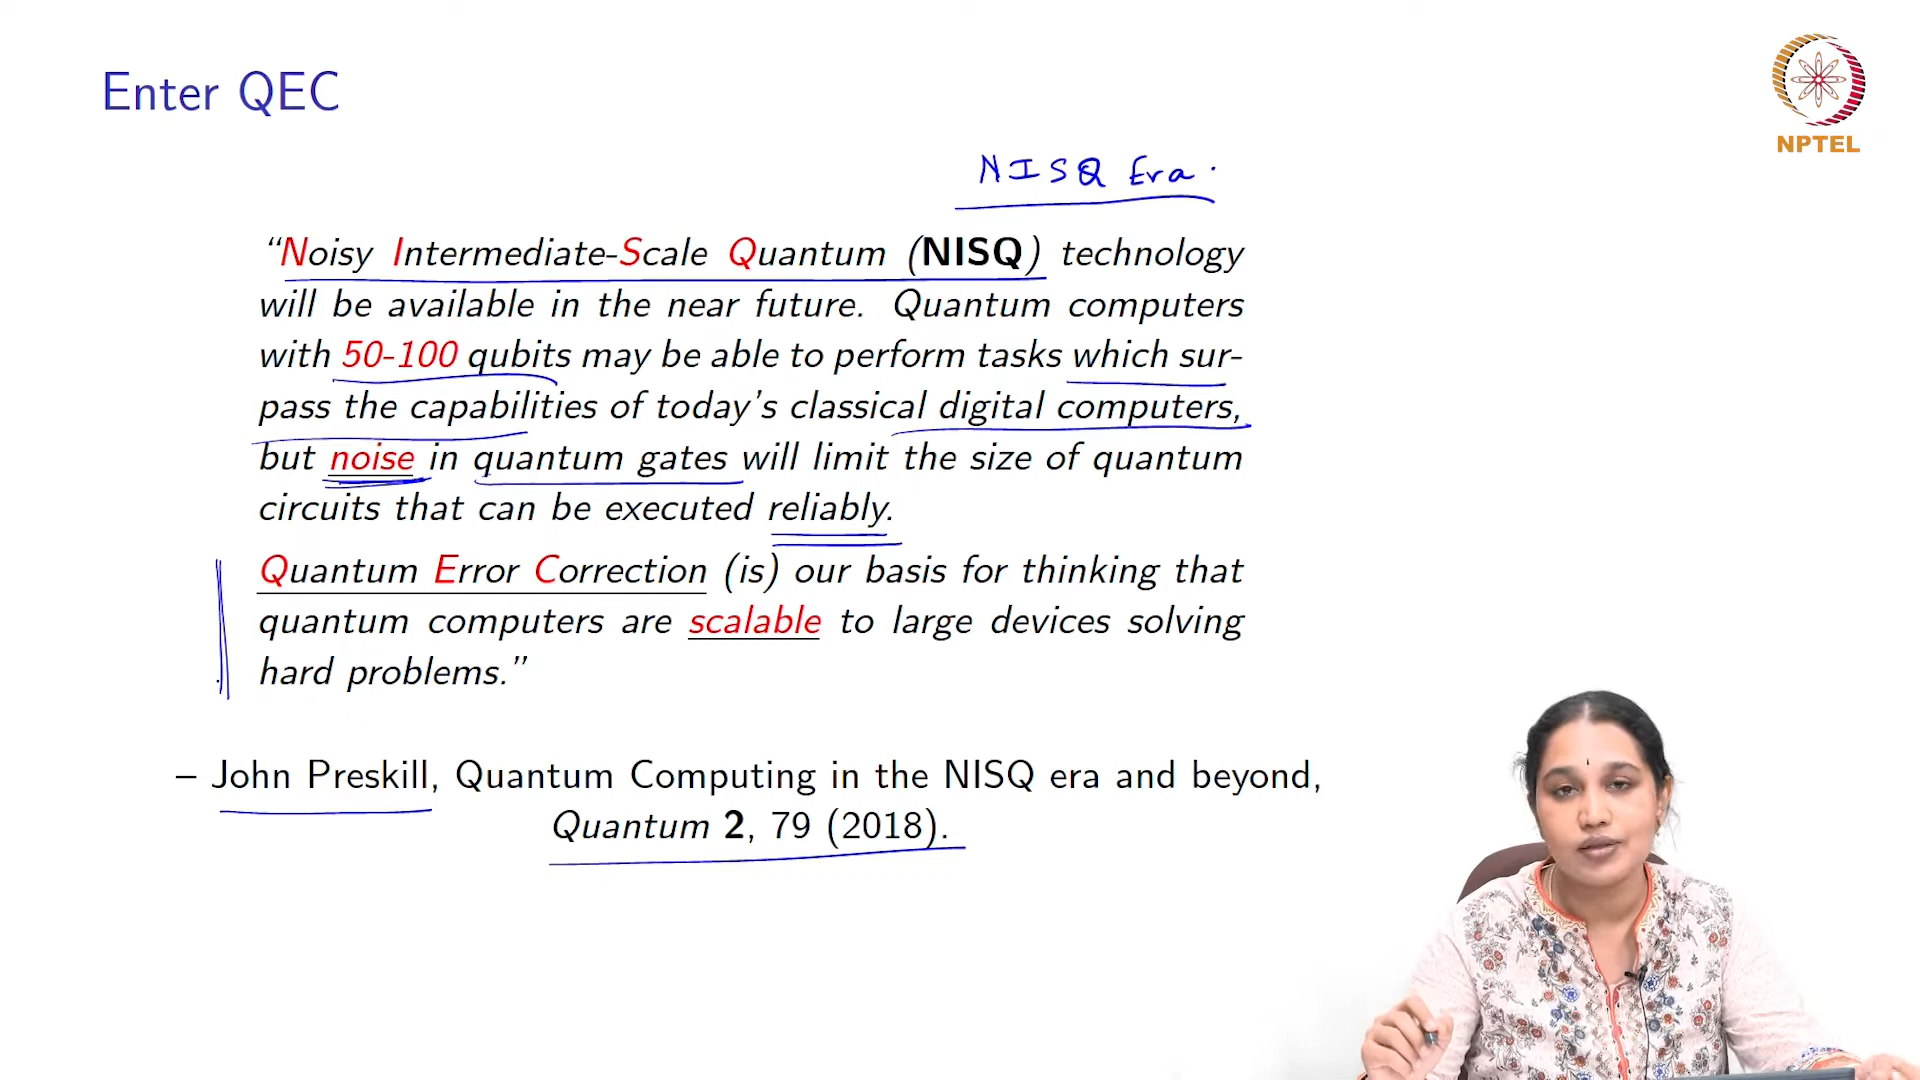 Enter QEC
NPTEL
NISQ Era.
“Noisy Intermediate-Scale Quantum (NISQ) technology
will be available in the near future. Quantum computers
with 50-100 qubits may be able to perform tasks which sur-
pass the capabilities of today's classical digital computers,
but noise in quantum gates will limit the size of quantum
circuits that can be executed reliably.
Quantum Error Correction (is) our basis for thinking that
quantum computers are scalable to large devices solving
hard problems.”
– John Preskill, Quantum Computing in the NISQ era and beyond,
Quantum 2, 79 (2018).